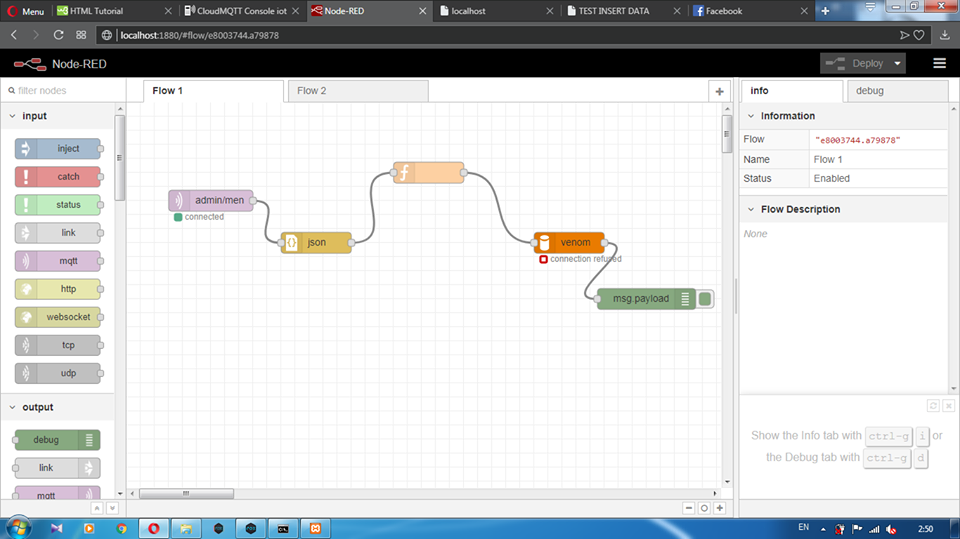 Menu
HTML Tutorial
CloudMQTT Console iot
Node-RED
localhost
TEST INSERT DATA
Facebook
localhost:1880/#flow/e8003744.a79878
Node-RED
Deploy
filter nodes
Flow 1
Flow 2
info
debug
input
inject
catch
status
link
mqtt
http
websocket
tcp
udp
output
debug
link
mqtt
admin/men
connected
json
f
venom
connection refused
msg.payload
Information
Flow
"e8003744.a79878"
Name
Flow 1
Status
Enabled
Flow Description
None
Show the Info tab with ctrl-g i or
the Debug tab with ctrl-g d
EN
2:50